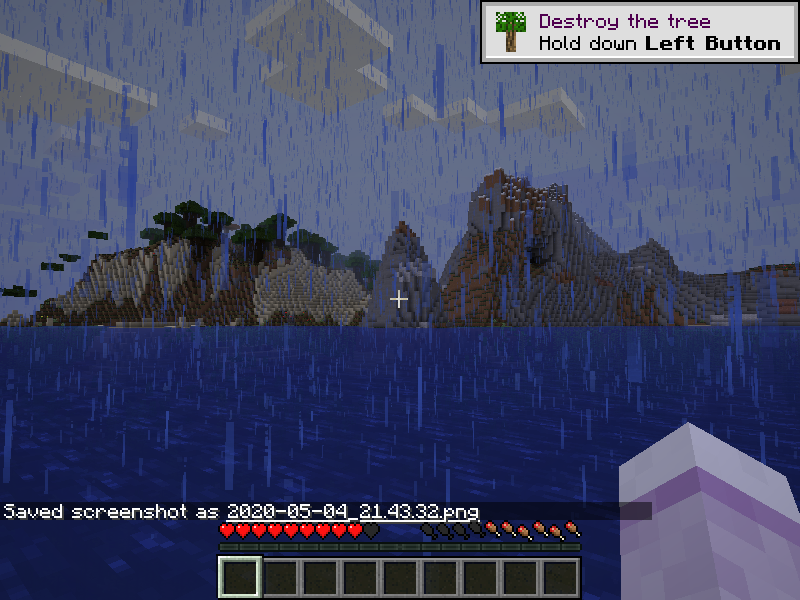 Destroy the tree
Hold down Left Button
Saved screenshot as 2020-05-04_21.43.32.png